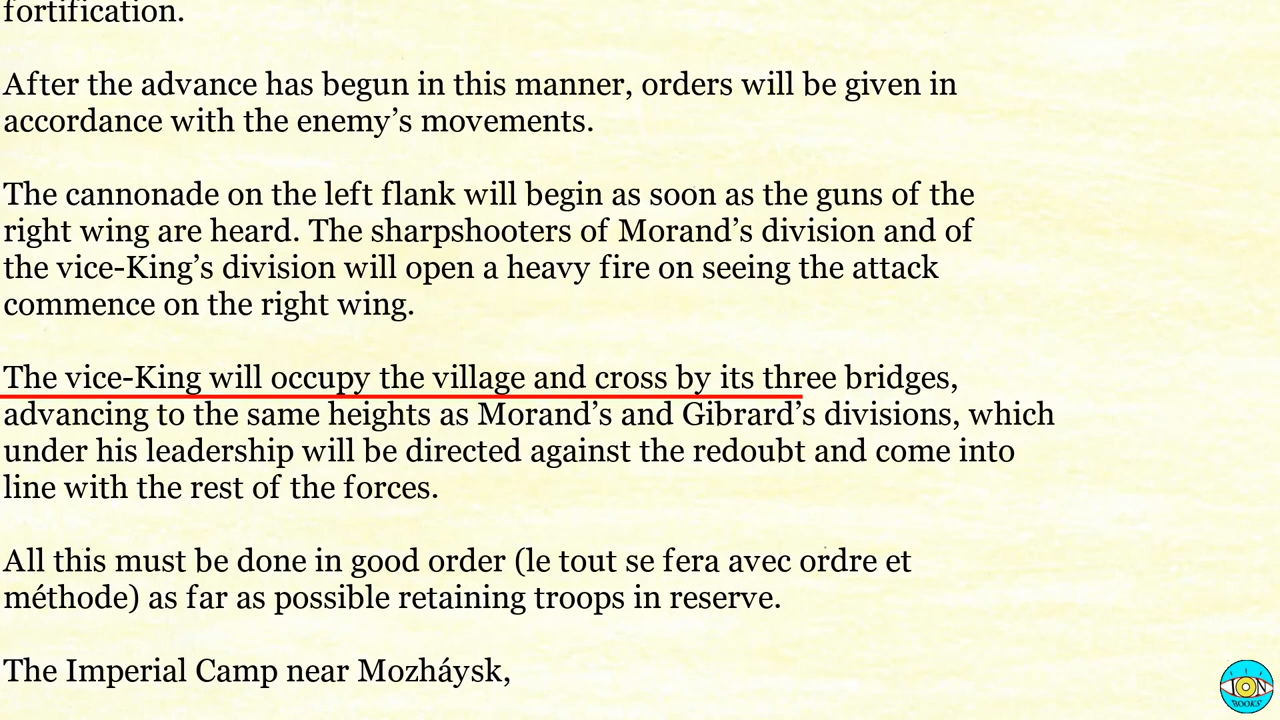 fortification.
After the advance has begun in this manner, orders will be given in
accordance with the enemy’s movements.
The cannonade on the left flank will begin as soon as the guns of the
right wing are heard. The sharpshooters of Morand’s division and of
the vice-King’s division will open a heavy fire on seeing the attack
commence on the right wing.
The vice-King will occupy the village and cross by its three bridges,
advancing to the same heights as Morand’s and Gibrard’s divisions, which
under his leadership will be directed against the redoubt and come into
line with the rest of the forces.
All this must be done in good order (le tout se fera avec ordre et
méthode) as far as possible retaining troops in reserve.
The Imperial Camp near Mozháysk,
ION
BOOKS